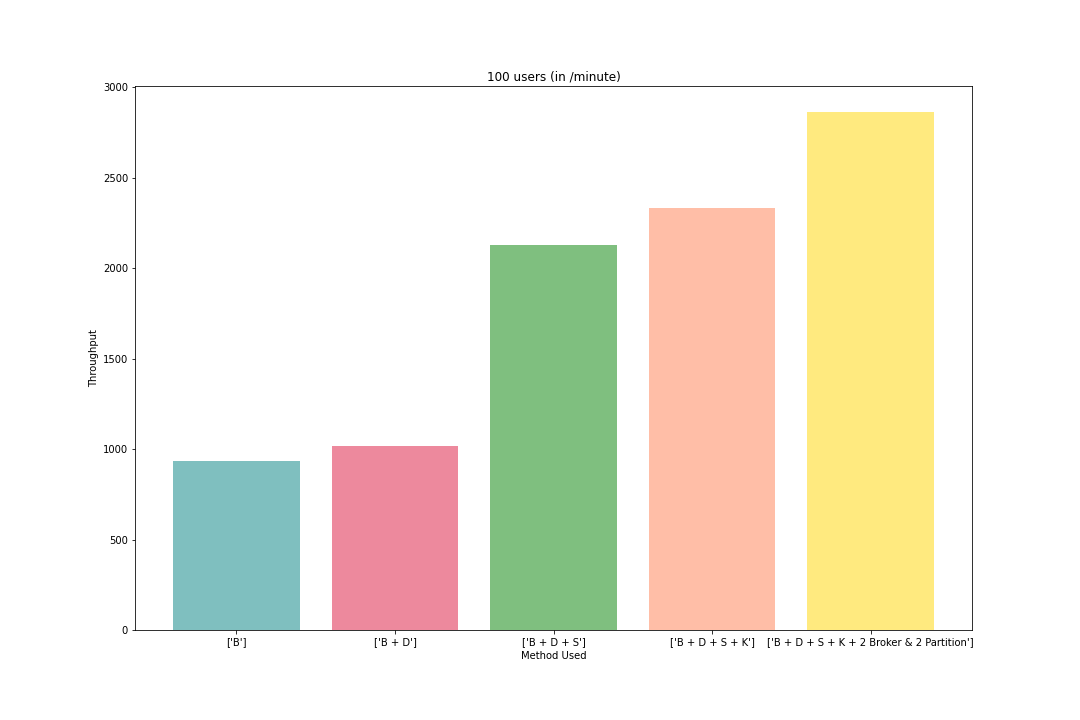 100 users (in /minute)
3000
2500
2000
1500
1000
500
0
Throughput
['B']
['B + D']
['B + D + S']
['B + D + S + K']
['B + D + S + K + 2 Broker & 2 Partition']
Method Used